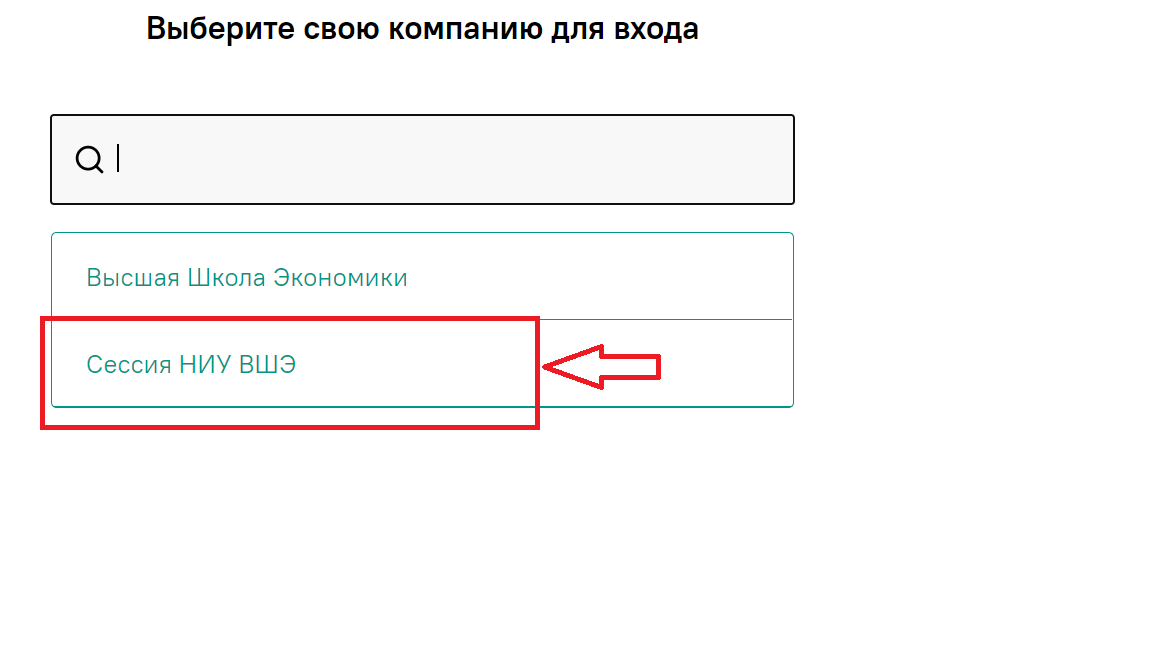 Выберите свою компанию для входа
Высшая Школа Экономики
Сессия НИУ ВШЭ